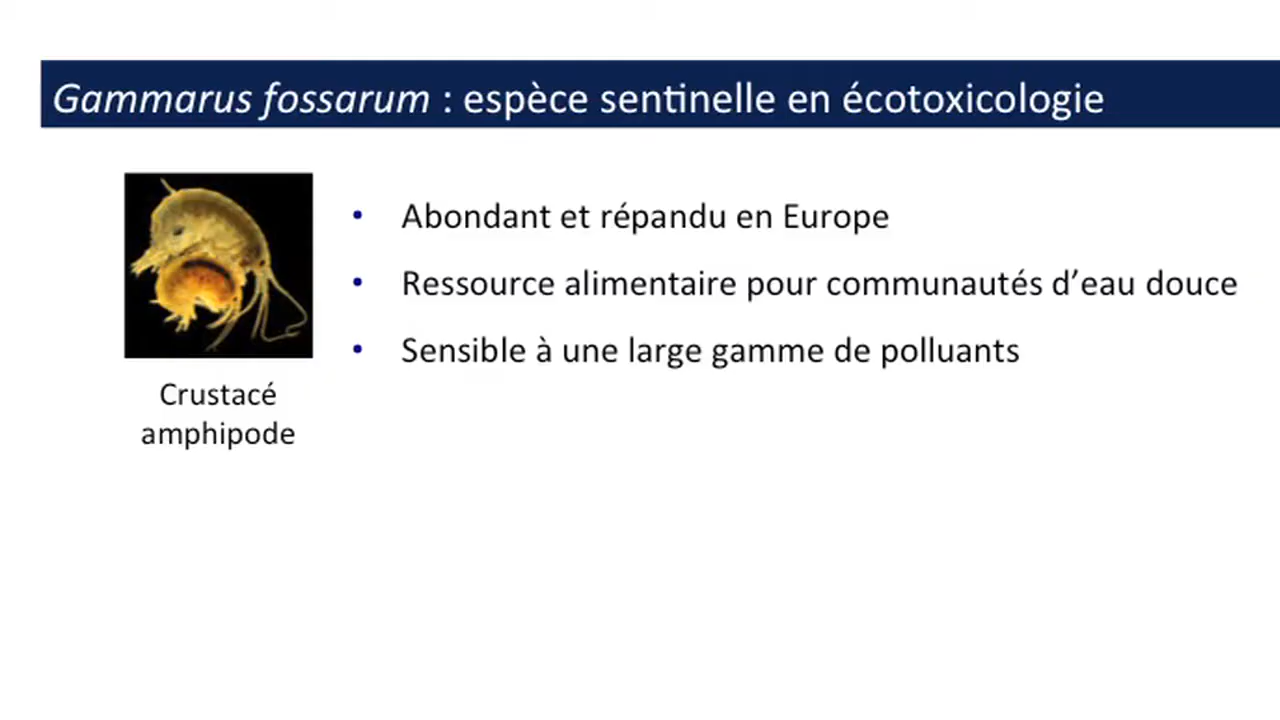 Gammarus fossarum : espèce sentinelle en écotoxicologie
• Abondant et répandu en Europe
• Ressource alimentaire pour communautés d’eau douce
• Sensible à une large gamme de polluants
Crustacé
amphipode